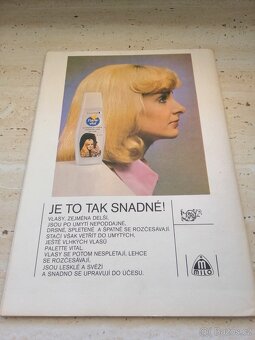 JE TO TAK SNADNÉ!
VLASY, ZEJMÉNA DELŠÍ,
JSOU PO UMYTÍ NEPODDAJNÉ,
DRSNÉ, SPLETENÉ A ŠPATNĚ SE ROZČESÁVAJÍ.
STAČÍ VŠAK VETŘÍT DO UMYTÝCH,
JEŠTĚ VLHKÝCH VLASŮ
PALETTE VITAL.
VLASY SE POTOM NESPLETAJÍ, LEHCE
SE ROZČESÁVAJÍ,
JSOU LESKLÉ A SVĚŽÍ
A SNADNO SE UPRAVUJÍ DO ÚČESU.
MILO